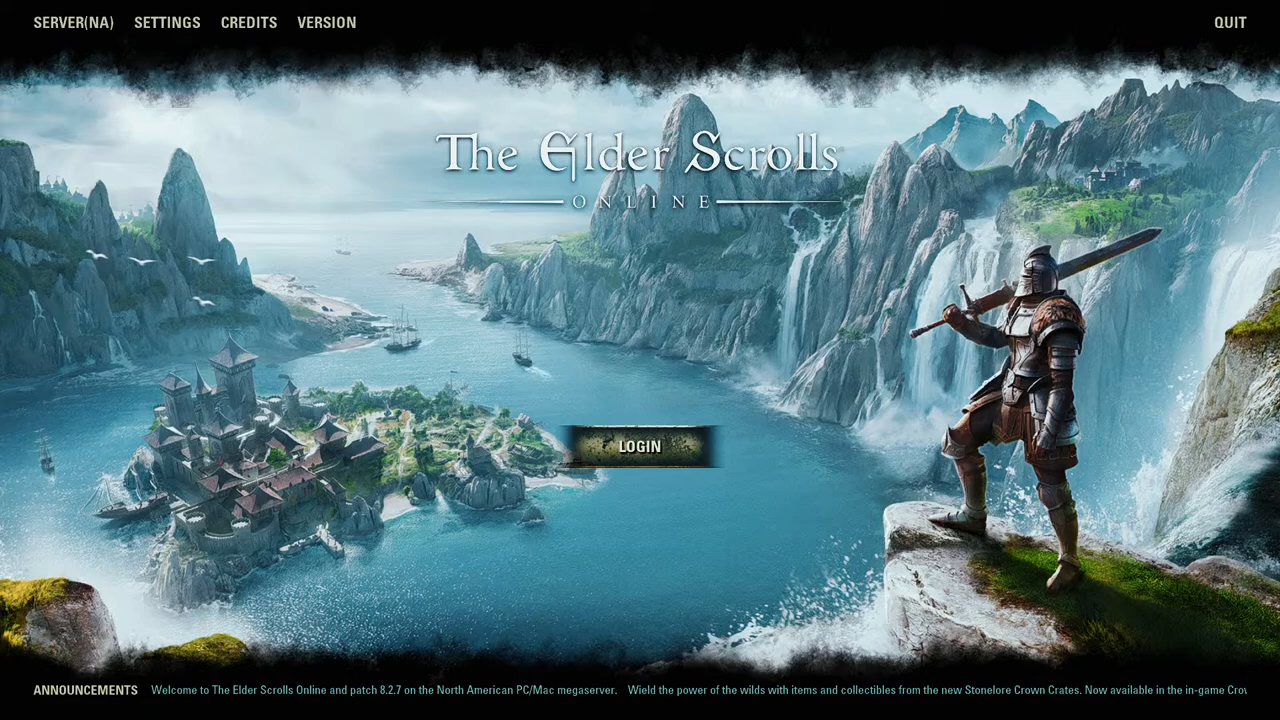 SERVER(NA) SETTINGS CREDITS VERSION QUIT
The Elder Scrolls
ONLINE
LOGIN
ANNOUNCEMENTS Welcome to The Elder Scrolls Online and patch 8.2.7 on the North American PC/Mac megaserver. Wield the power of the wilds with items and collectibles from the new Stonelore Crown Crates. Now available in the in-game